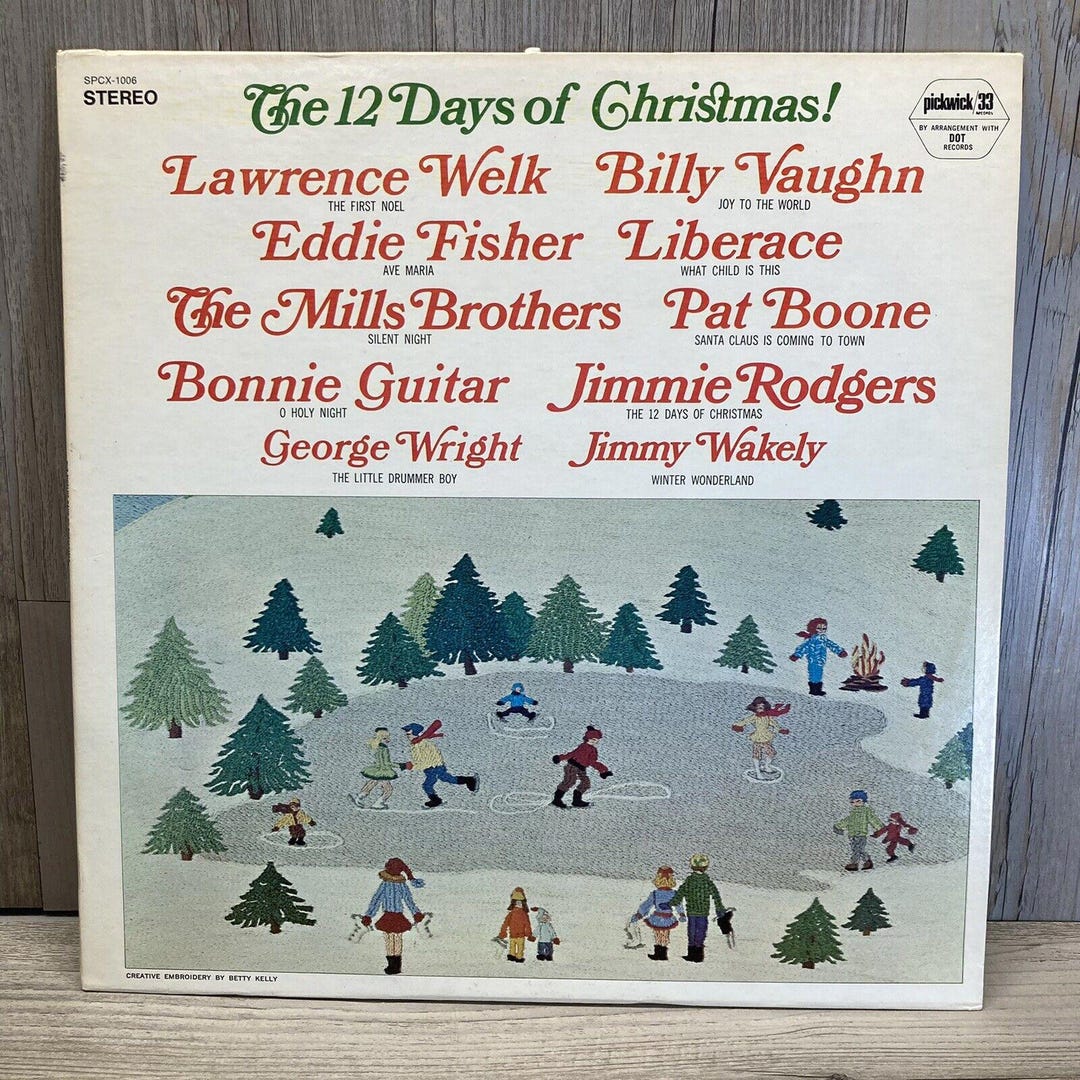 SPCX-1006
STEREO
The 12 Days of Christmas!
pickwick/33
RECORDS
BY ARRANGEMENT WITH
DOT
RECORDS
Lawrence Welk
THE FIRST NOEL
Billy Vaughn
JOY TO THE WORLD
Eddie Fisher
AVE MARIA
Liberace
WHAT CHILD IS THIS
The Mills Brothers
SILENT NIGHT
Pat Boone
SANTA CLAUS IS COMING TO TOWN
Bonnie Guitar
O HOLY NIGHT
Jimmie Rodgers
THE 12 DAYS OF CHRISTMAS
George Wright
THE LITTLE DRUMMER BOY
Jimmy Wakely
WINTER WONDERLAND
CREATIVE EMBROIDERY BY BETTY KELLY